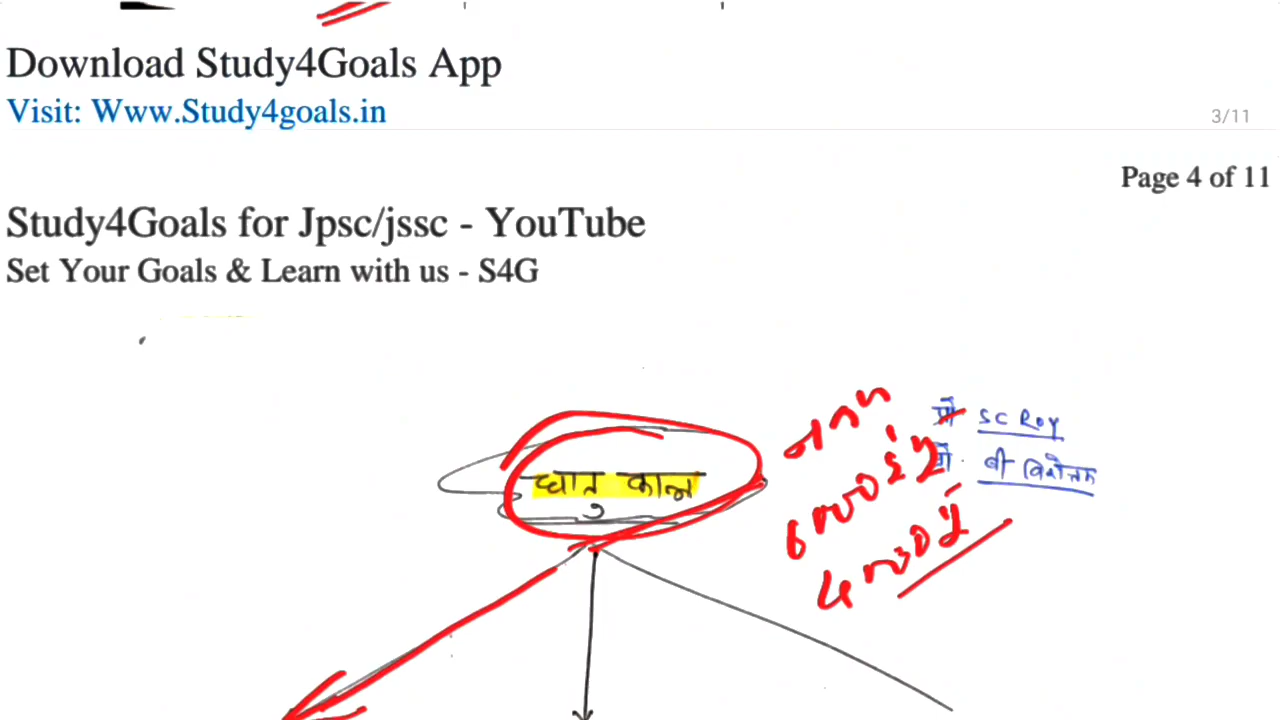 Download Study4Goals App
Visit: Www.Study4goals.in
3/11
Page 4 of 11
Study4Goals for Jpsc/jssc - YouTube
Set Your Goals & Learn with us - S4G
प्रो SC Roy
धातु काल